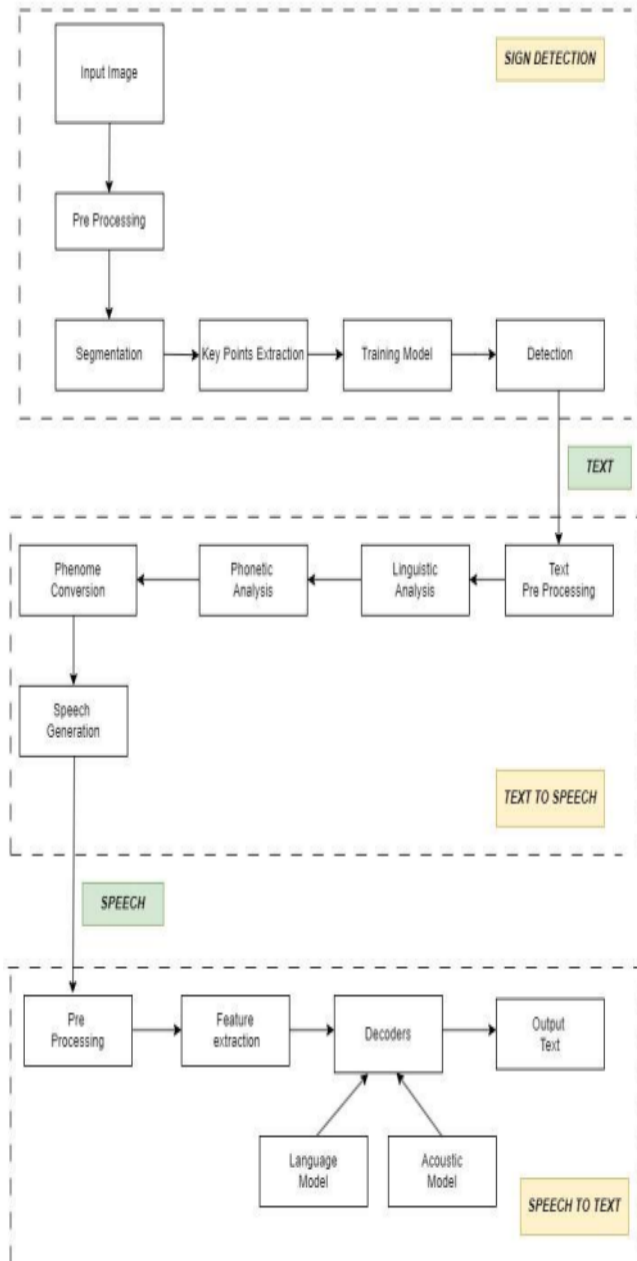 Input Image
SIGN DETECTION
Pre Processing
Segmentation
Key Points Extraction
Training Model
Detection
TEXT
Phenome
Conversion
Phonetic
Analysis
Linguistic
Analysis
Text
Pre Processing
Speech
Generation
TEXT TO SPEECH
SPEECH
Pre
Processing
Feature
extraction
Decoders
Output
Text
Language
Model
Acoustic
Model
SPEECH TO TEXT